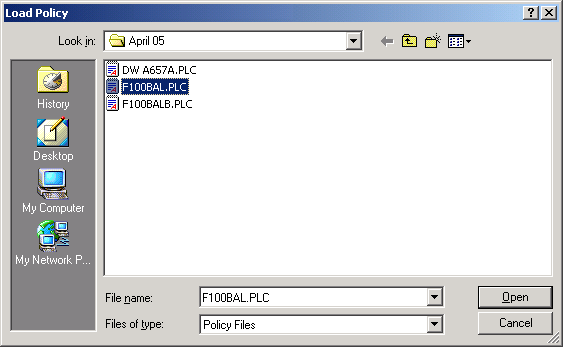 Load Policy
Look in: April 05
History
Desktop
My Computer
My Network P...
DW A657A.PLC
F100BAL.PLC
F100BALB.PLC
File name: F100BAL.PLC Open
Files of type: Policy Files Cancel